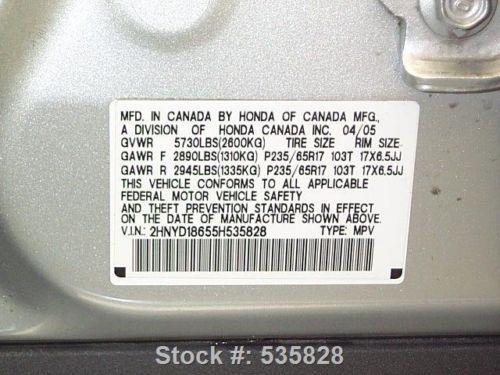 MFD. IN CANADA BY HONDA OF CANADA MFG.,
A DIVISION OF HONDA CANADA INC. 04/05
GVWR 5730LBS(2600KG) TIRE SIZE RIM SIZE
GAWR F 2890LBS(1310KG) P235/65R17 103T 17X6.5JJ
GAWR R 2945LBS(1335KG) P235/65R17 103T 17X6.5JJ
THIS VEHICLE CONFORMS TO ALL APPLICABLE
FEDERAL MOTOR VEHICLE SAFETY
AND THEFT PREVENTION STANDARDS IN EFFECT
ON THE DATE OF MANUFACTURE SHOWN ABOVE.
V.I.N.: 2HNYD18655H535828 TYPE: MPV
Stock #: 535828